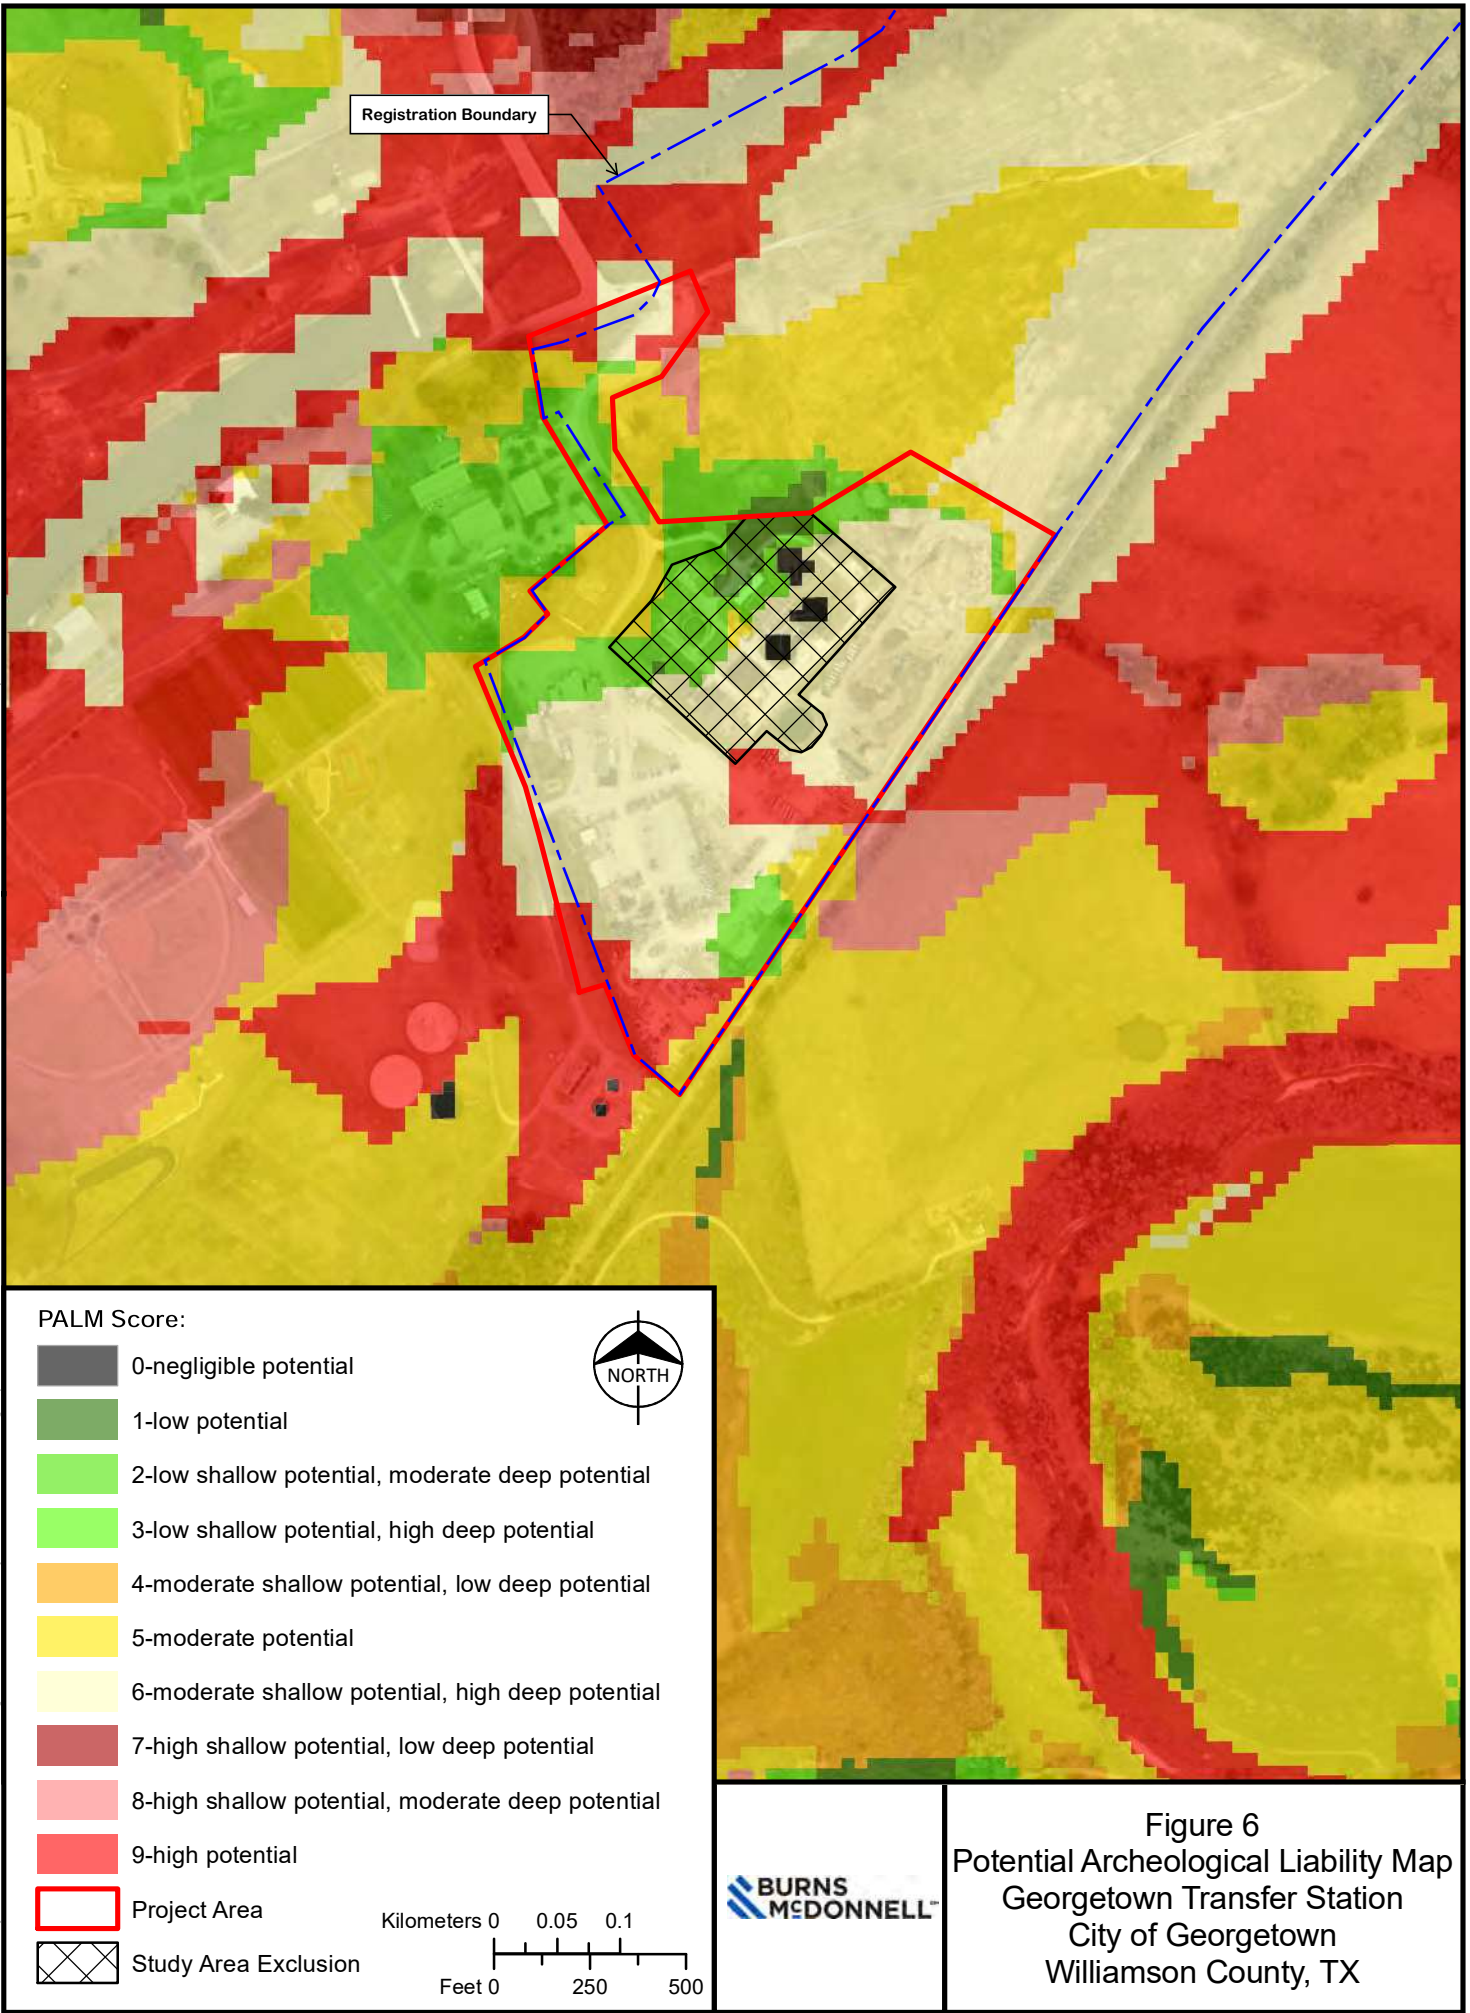 Registration Boundary
PALM Score:
0-negligible potential
1-low potential
2-low shallow potential, moderate deep potential
3-low shallow potential, high deep potential
4-moderate shallow potential, low deep potential
5-moderate potential
6-moderate shallow potential, high deep potential
7-high shallow potential, low deep potential
8-high shallow potential, moderate deep potential
9-high potential
Project Area
Study Area Exclusion
NORTH
Kilometers 0 0.05 0.1
Feet 0 250 500
BURNS
McDONNELL
Figure 6
Potential Archeological Liability Map
Georgetown Transfer Station
City of Georgetown
Williamson County, TX